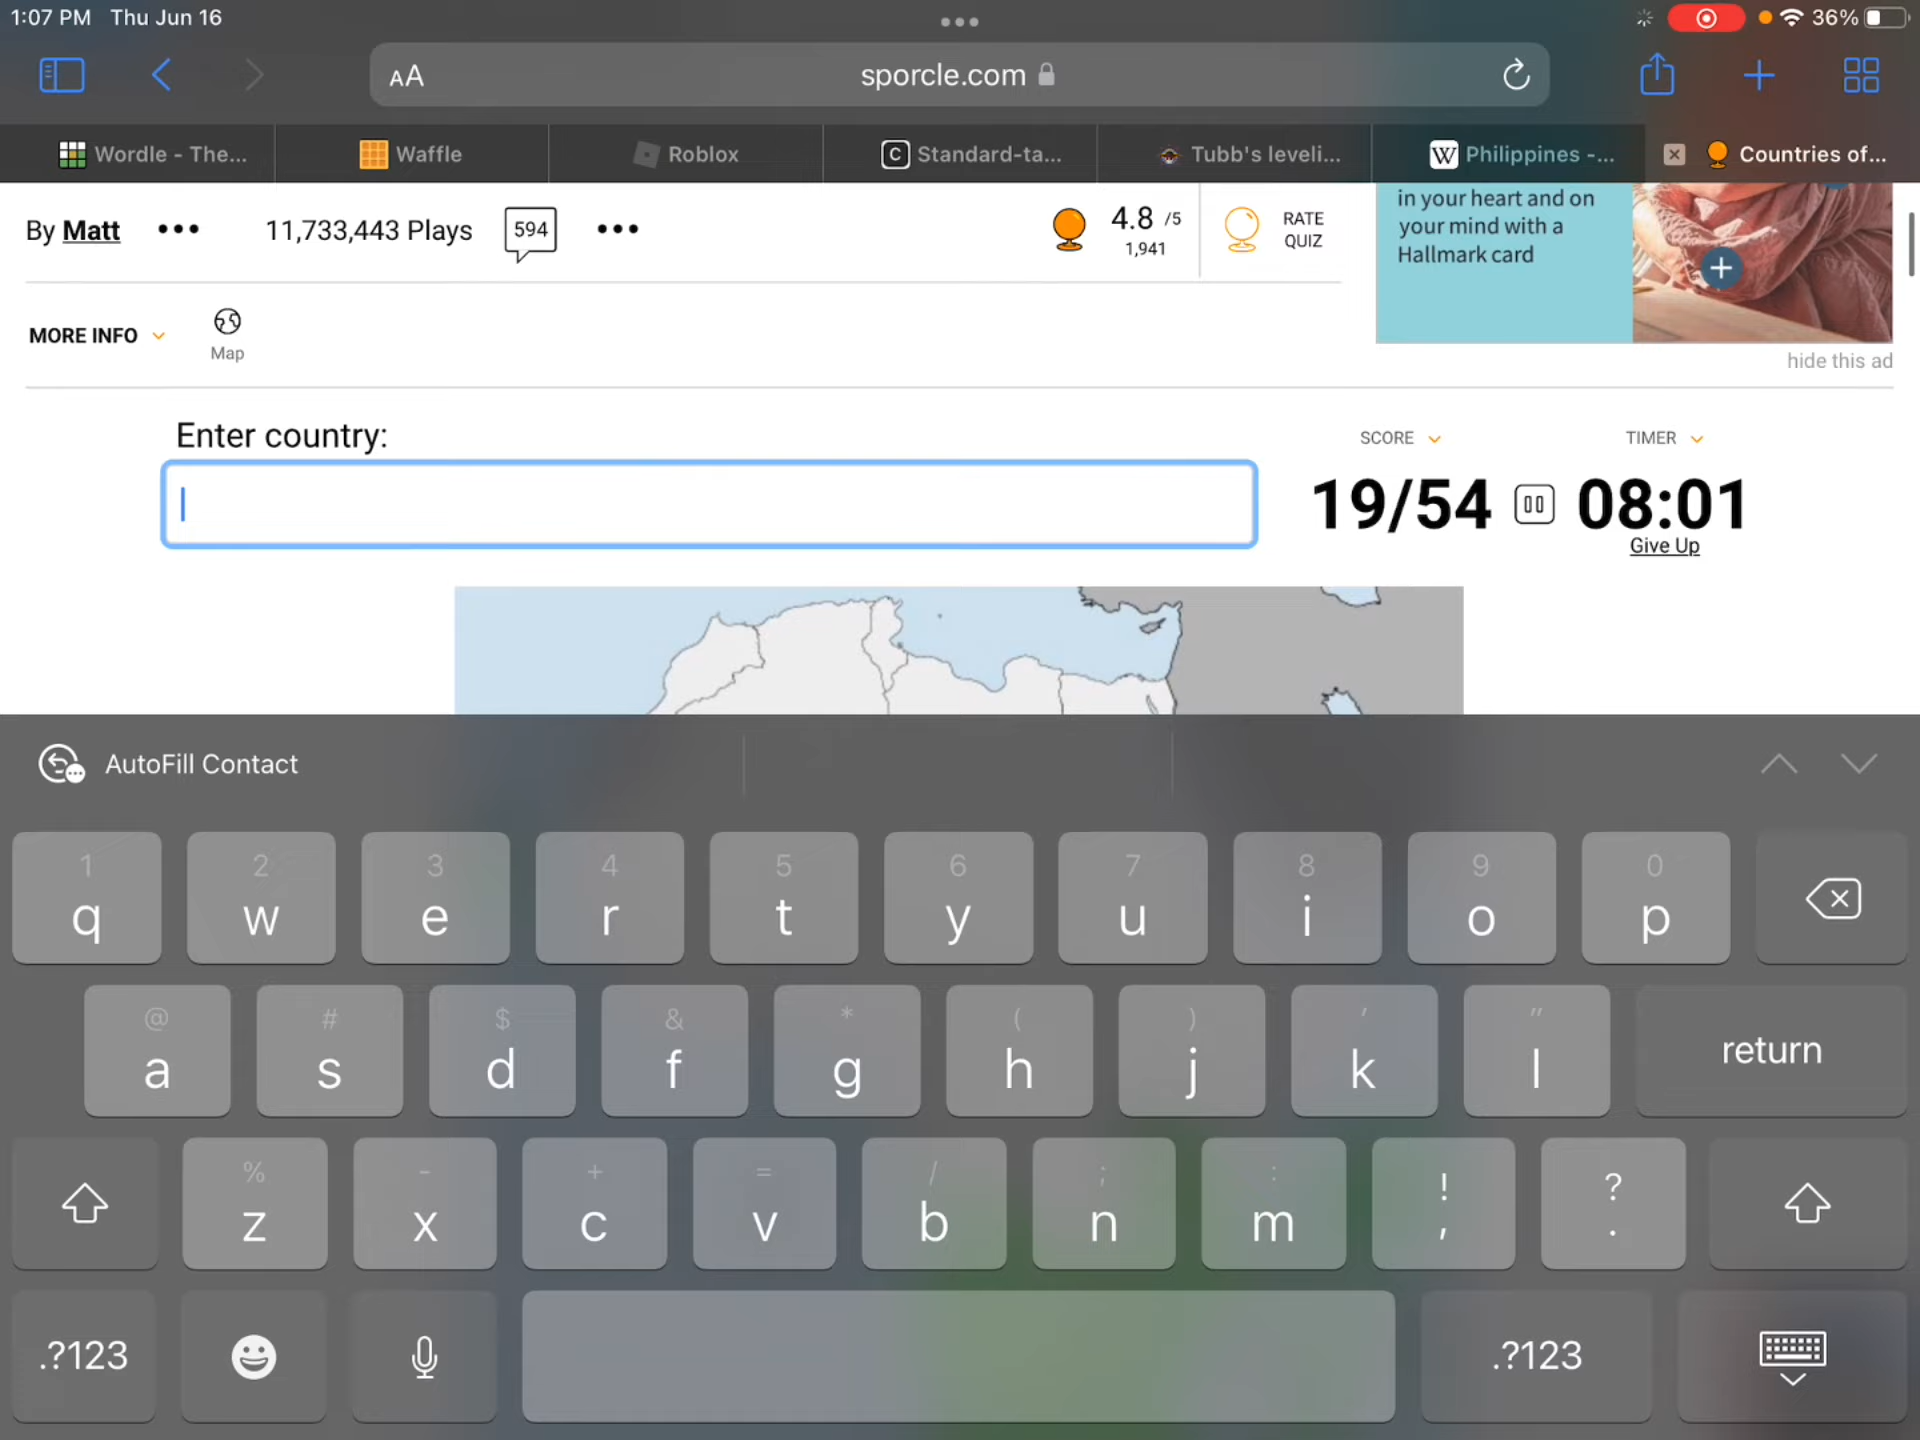 1:07 PM Thu Jun 16
36%
AA
sporcle.com
Wordle - The...
Waffle
Roblox
C Standard-ta...
Tubb's leveli...
W Philippines -...
Countries of...
By Matt
11,733,443 Plays
594
4.8 /5
1,941
RATE
QUIZ
in your heart and on
your mind with a
Hallmark card
hide this ad
MORE INFO
Map
Enter country:
SCORE
TIMER
19/54
08:01
Give Up
AutoFill Contact
1 2 3 4 5 6 7 8 9 0
q w e r t y u i o p
@ # $ & * ( ) ' "
a s d f g h j k l return
% - + = / ; : ! ?
z x c v b n m , .
.?123 .?123